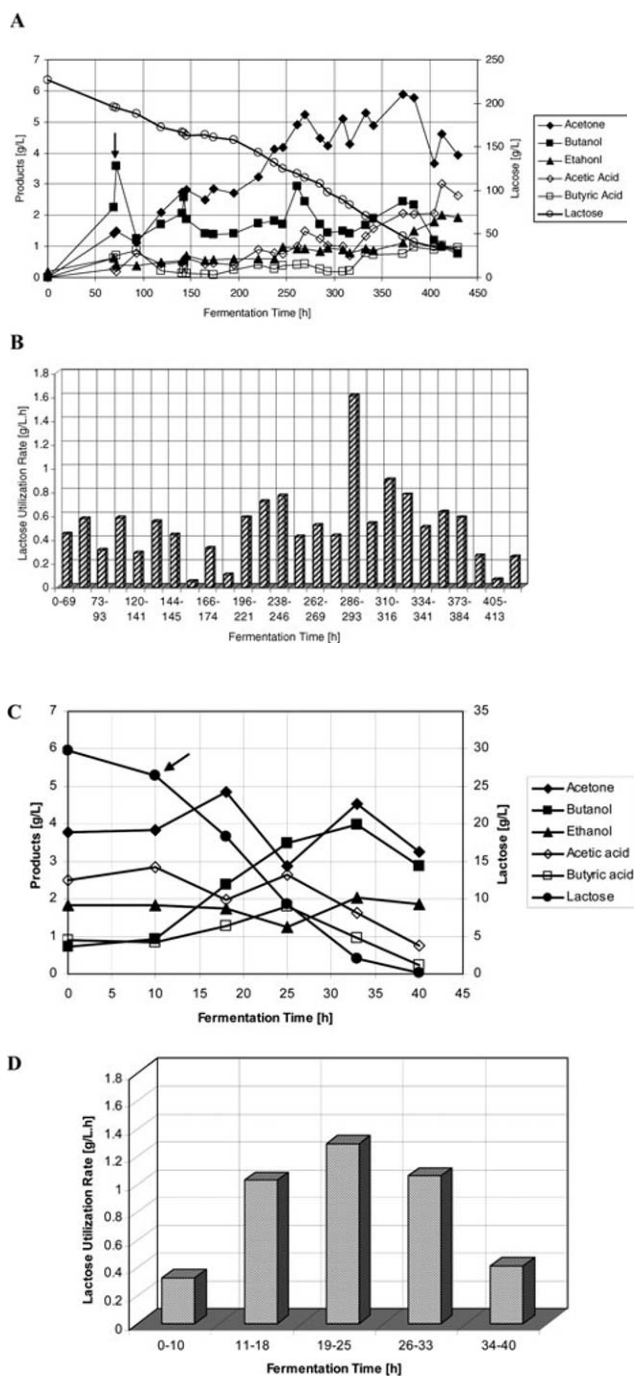 A
Products [g/L]
7
6
5
4
3
2
1
0
0 50 100 150 200 250 300 350 400 450
Fermentation Time [h]
250
200
150
100
50
0
Lacose [g/L]
Acetone
Butanol
Etahonl
Acetic Acid
Butyric Acid
Lactose
B
Lactose Utilization Rate [g/L.h]
1.8
1.6
1.4
1.2
1
0.8
0.6
0.4
0.2
0
0-69 73- 120- 144- 166- 196- 238- 262- 286- 310- 334- 373- 405-
93 141 145 174 221 246 269 293 316 341 384 413
Fermentation Time [h]
C
Products [g/L]
7
6
5
4
3
2
1
0
0 5 10 15 20 25 30 35 40 45
Fermentation Time [h]
35
30
25
20
15
10
5
0
Lactose [g/L]
Acetone
Butanol
Ethanol
Acetic acid
Butyric acid
Lactose
D
Lactose Utilization Rate [g/L.h]
1.8
1.6
1.4
1.2
1
0.8
0.6
0.4
0.2
0
0-10 11-18 19-25 26-33 34-40
Fermentation Time [h]